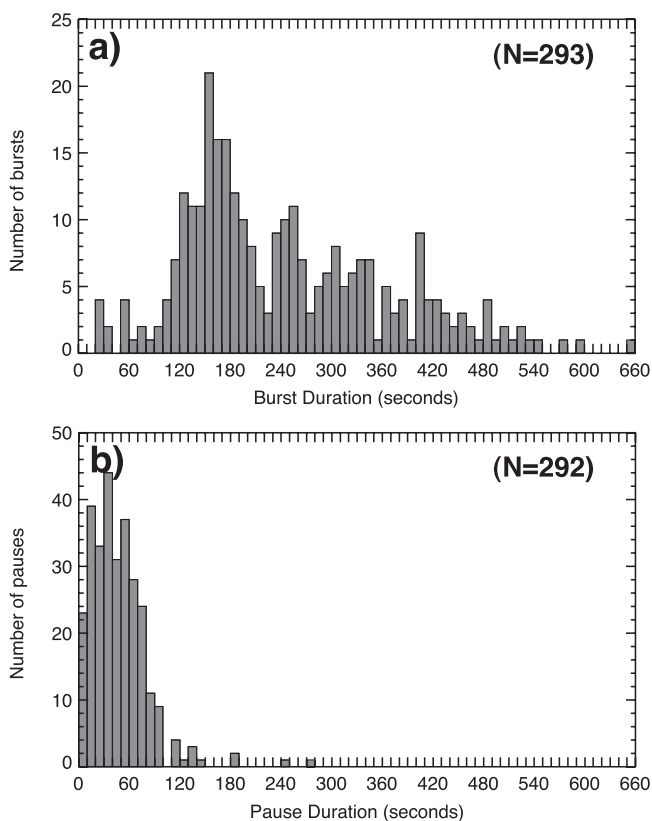 25
a)
(N=293)
20
15
10
5
0
Number of bursts
0 60 120 180 240 300 360 420 480 540 600 660
Burst Duration (seconds)
50
b)
(N=292)
40
30
20
10
0
Number of pauses
0 60 120 180 240 300 360 420 480 540 600 660
Pause Duration (seconds)